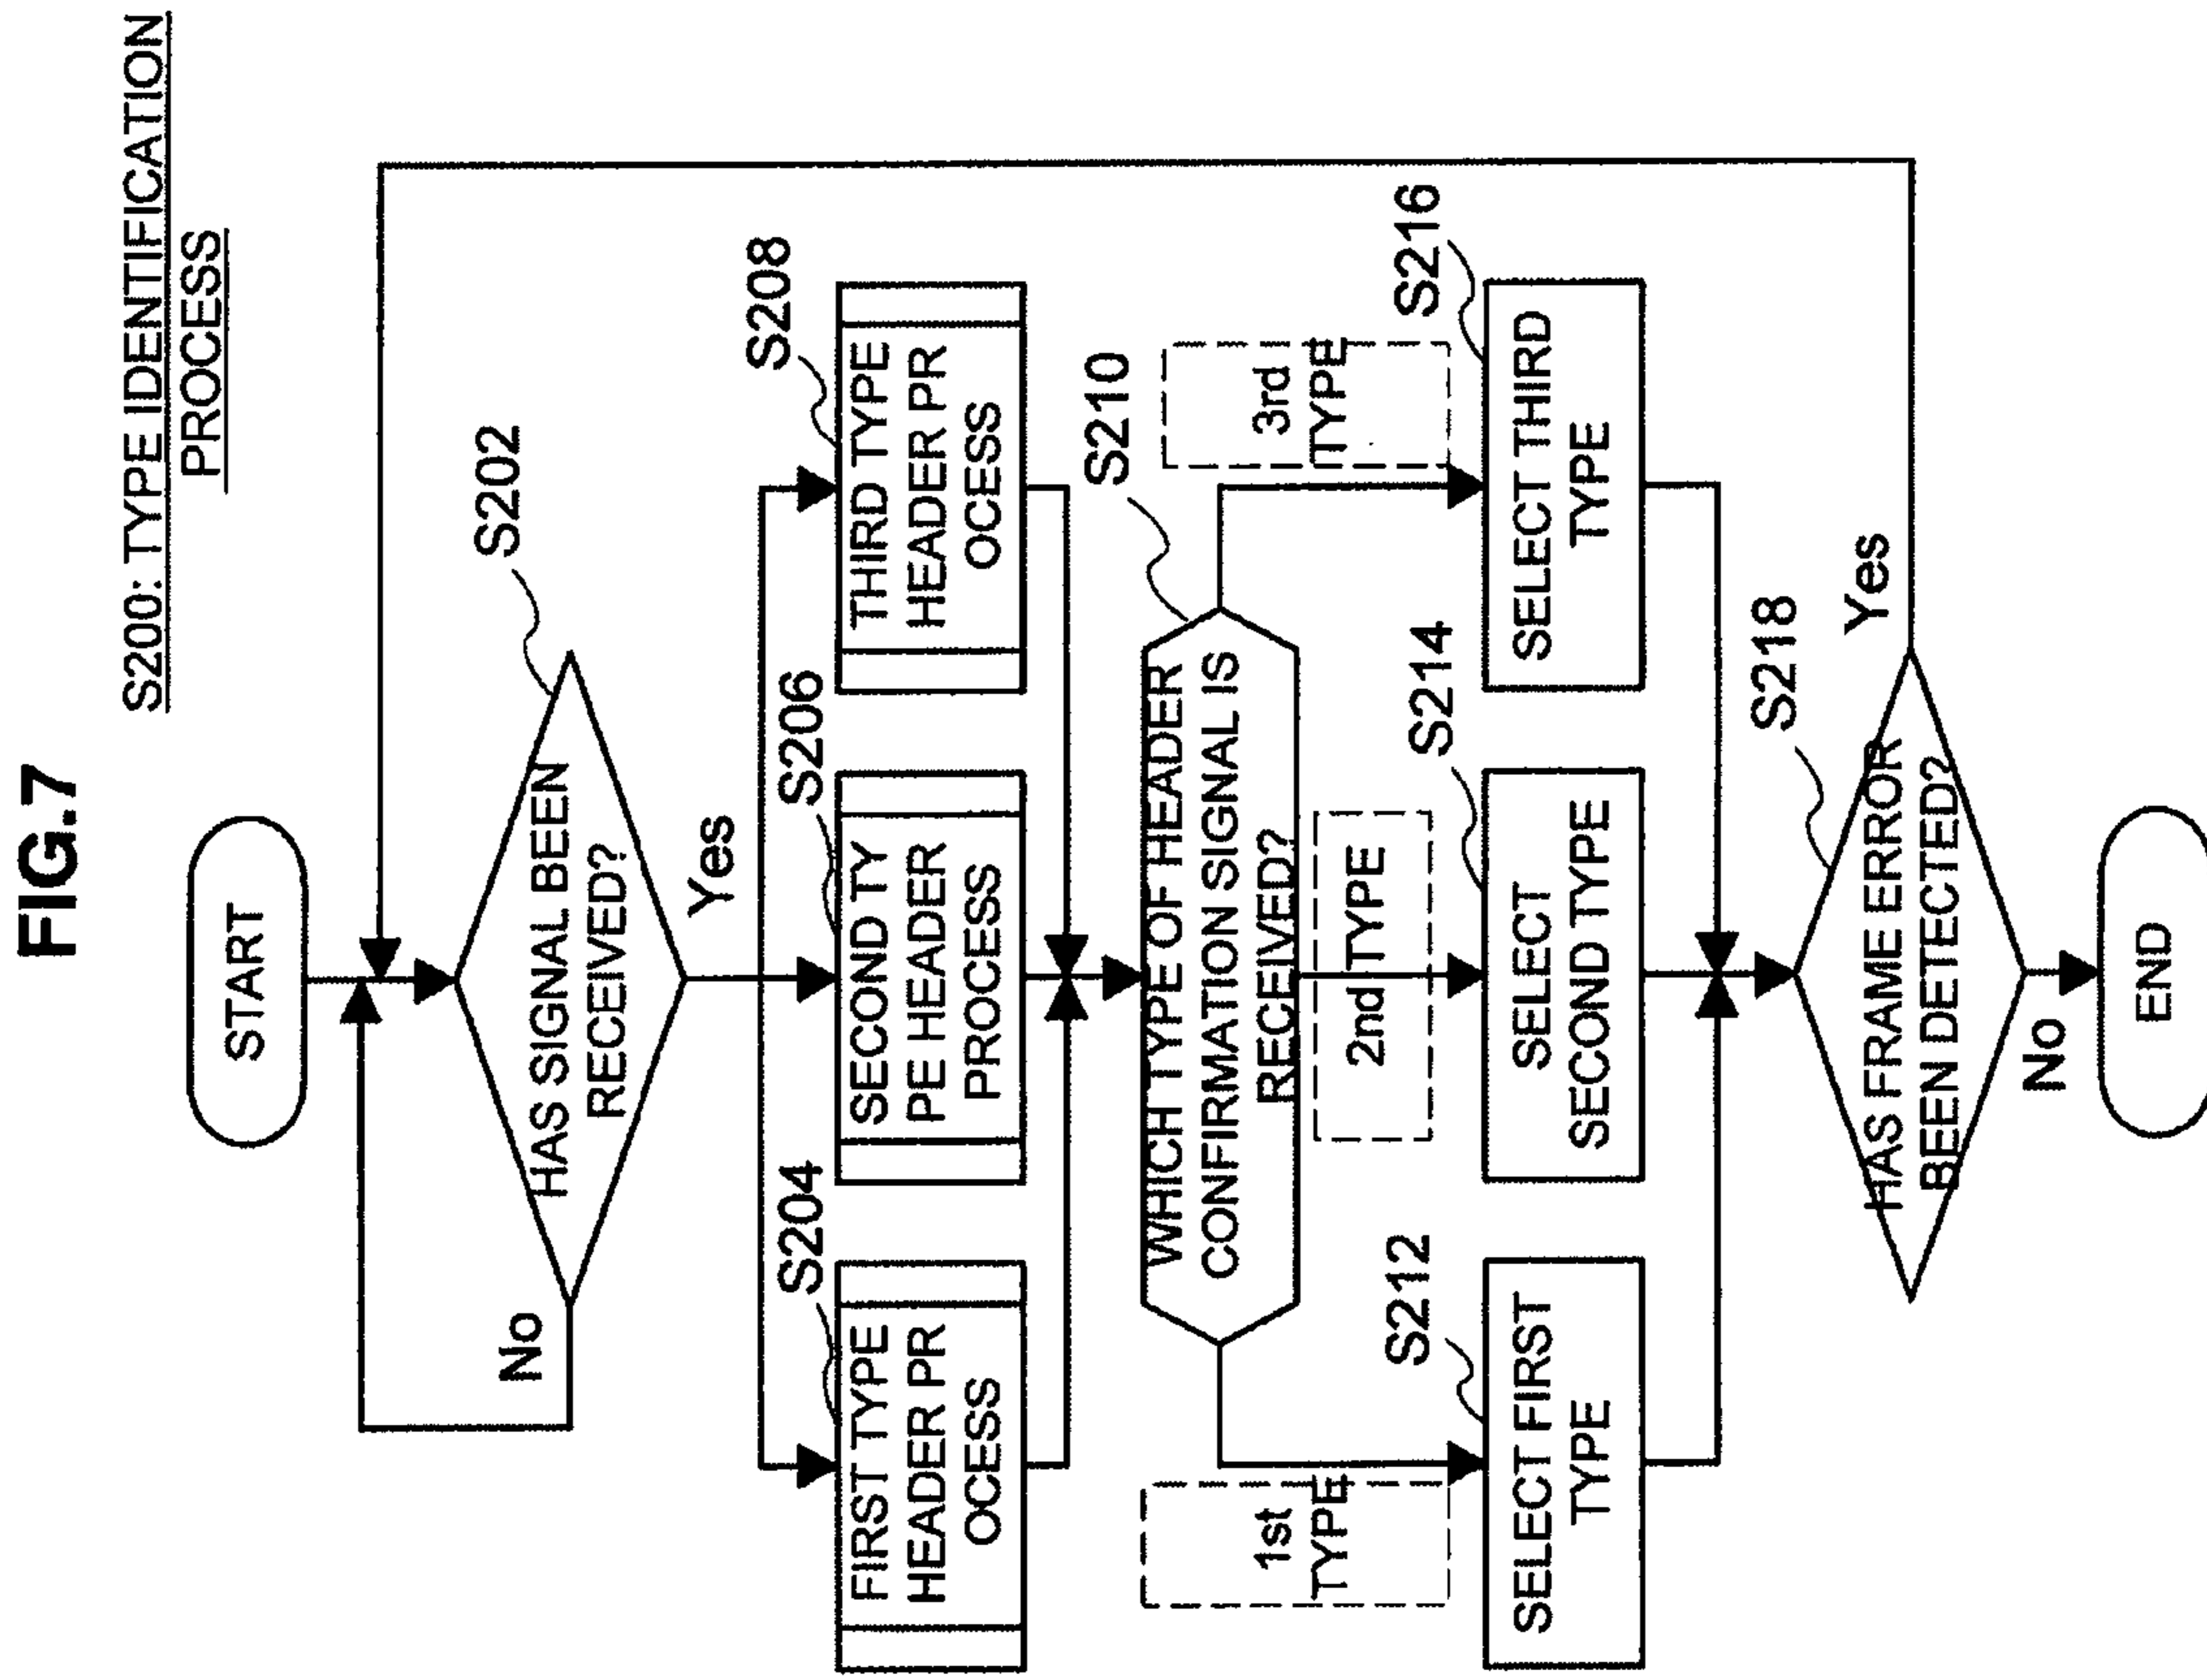 FIG.7
S200: TYPE IDENTIFICATION
PROCESS
START
S202
HAS SIGNAL BEEN
RECEIVED?
No
Yes
S204
FIRST TYPE
HEADER PR
OCESS
S206
SECOND TY
PE HEADER
PROCESS
S208
THIRD TYPE
HEADER PR
OCESS
S210
WHICH TYPE OF HEADER
CONFIRMATION SIGNAL IS
RECEIVED?
1st
TYPE
2nd TYPE
3rd
TYPE
S212
SELECT FIRST
TYPE
S214
SELECT
SECOND TYPE
S216
SELECT THIRD
TYPE
S218
HAS FRAME ERROR
BEEN DETECTED?
Yes
No
END